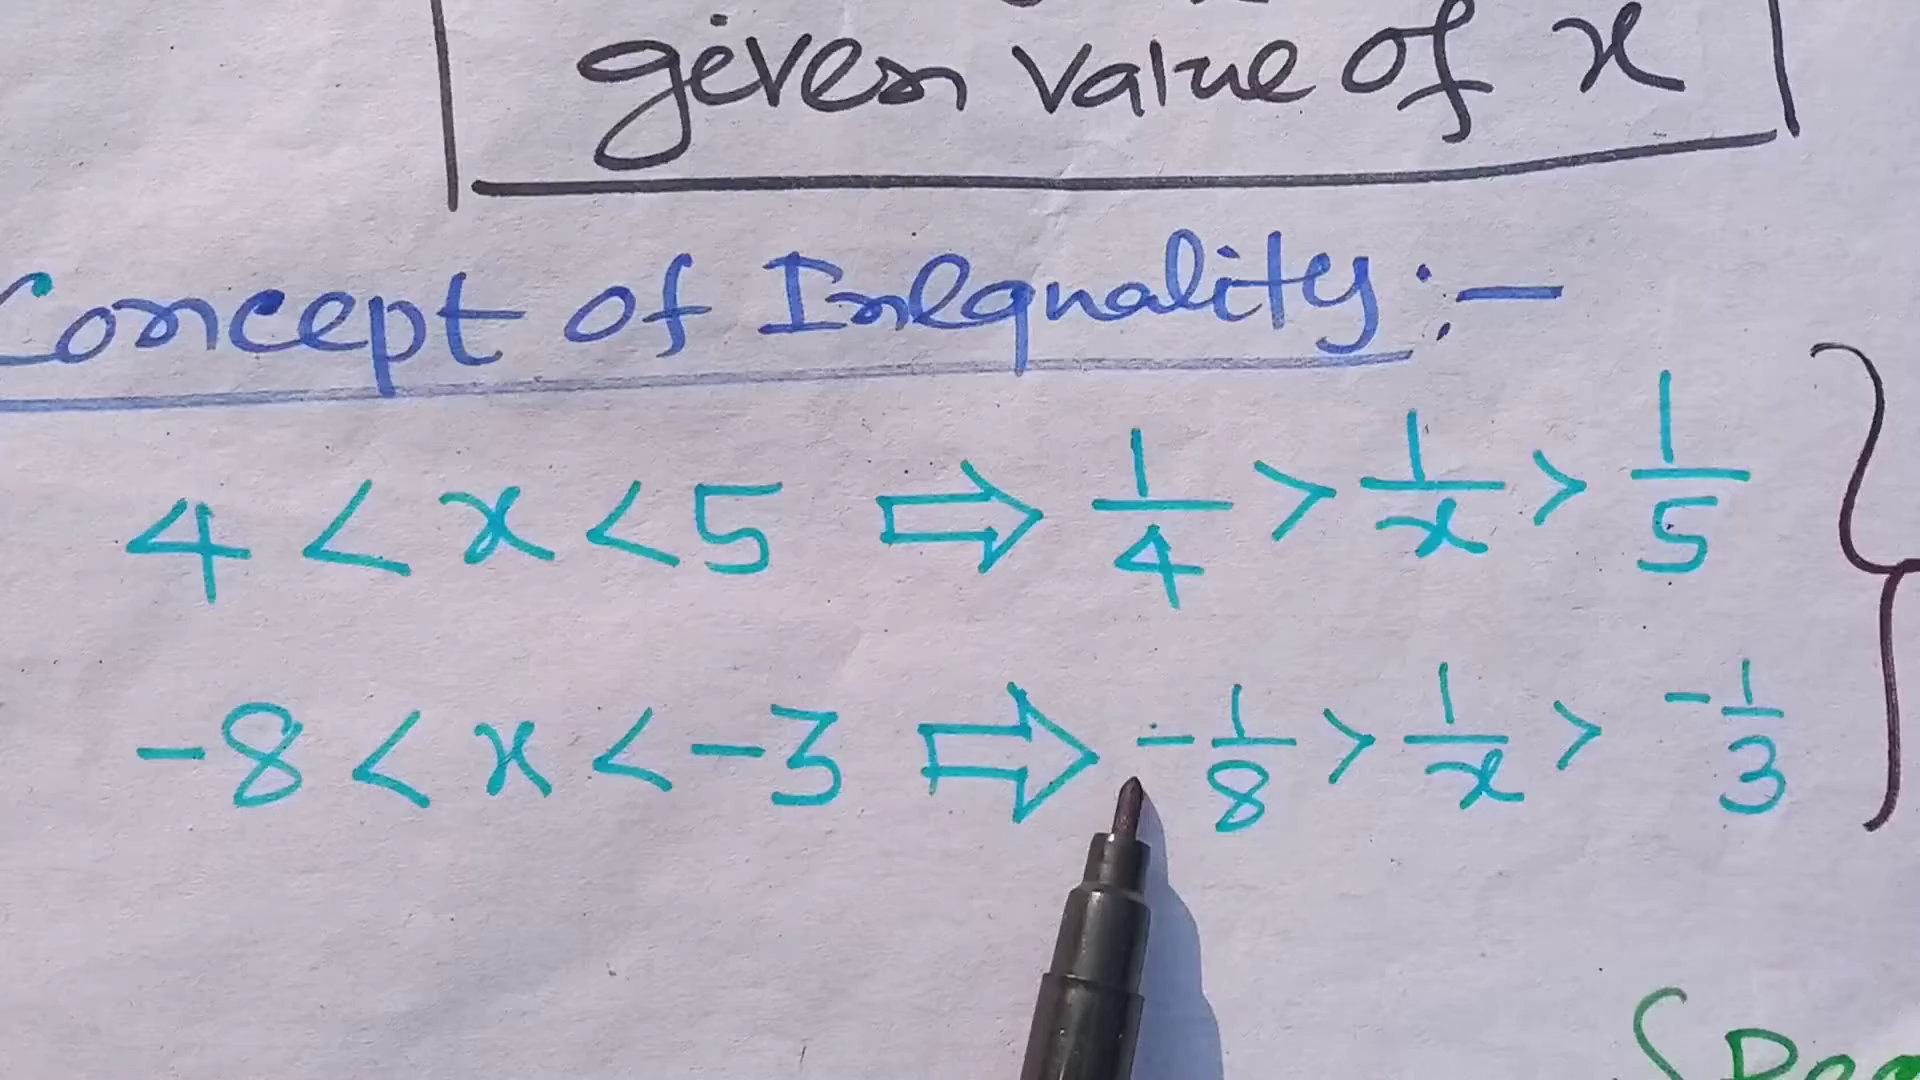 given value of x
Concept of Inequality :-
4 < x < 5 ⇨ 1/4 > 1/x > 1/5
-8 < x < -3 ⇨ -1/8 > 1/x > -1/3